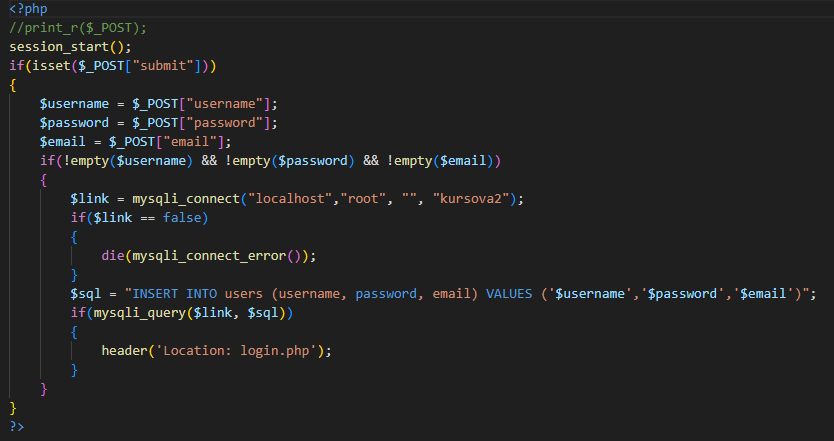 <?php
//print_r($_POST);
session_start();
if(isset($_POST["submit"]))
{
    $username = $_POST["username"];
    $password = $_POST["password"];
    $email = $_POST["email"];
    if(!empty($username) && !empty($password) && !empty($email))
    {
        $link = mysqli_connect("localhost","root", "", "kursova2");
        if($link == false)
        {
            die(mysqli_connect_error());
        }
        $sql = "INSERT INTO users (username, password, email) VALUES ('$username','$password','$email')";
        if(mysqli_query($link, $sql))
        {
            header('Location: login.php');
        }
    }
}
?>